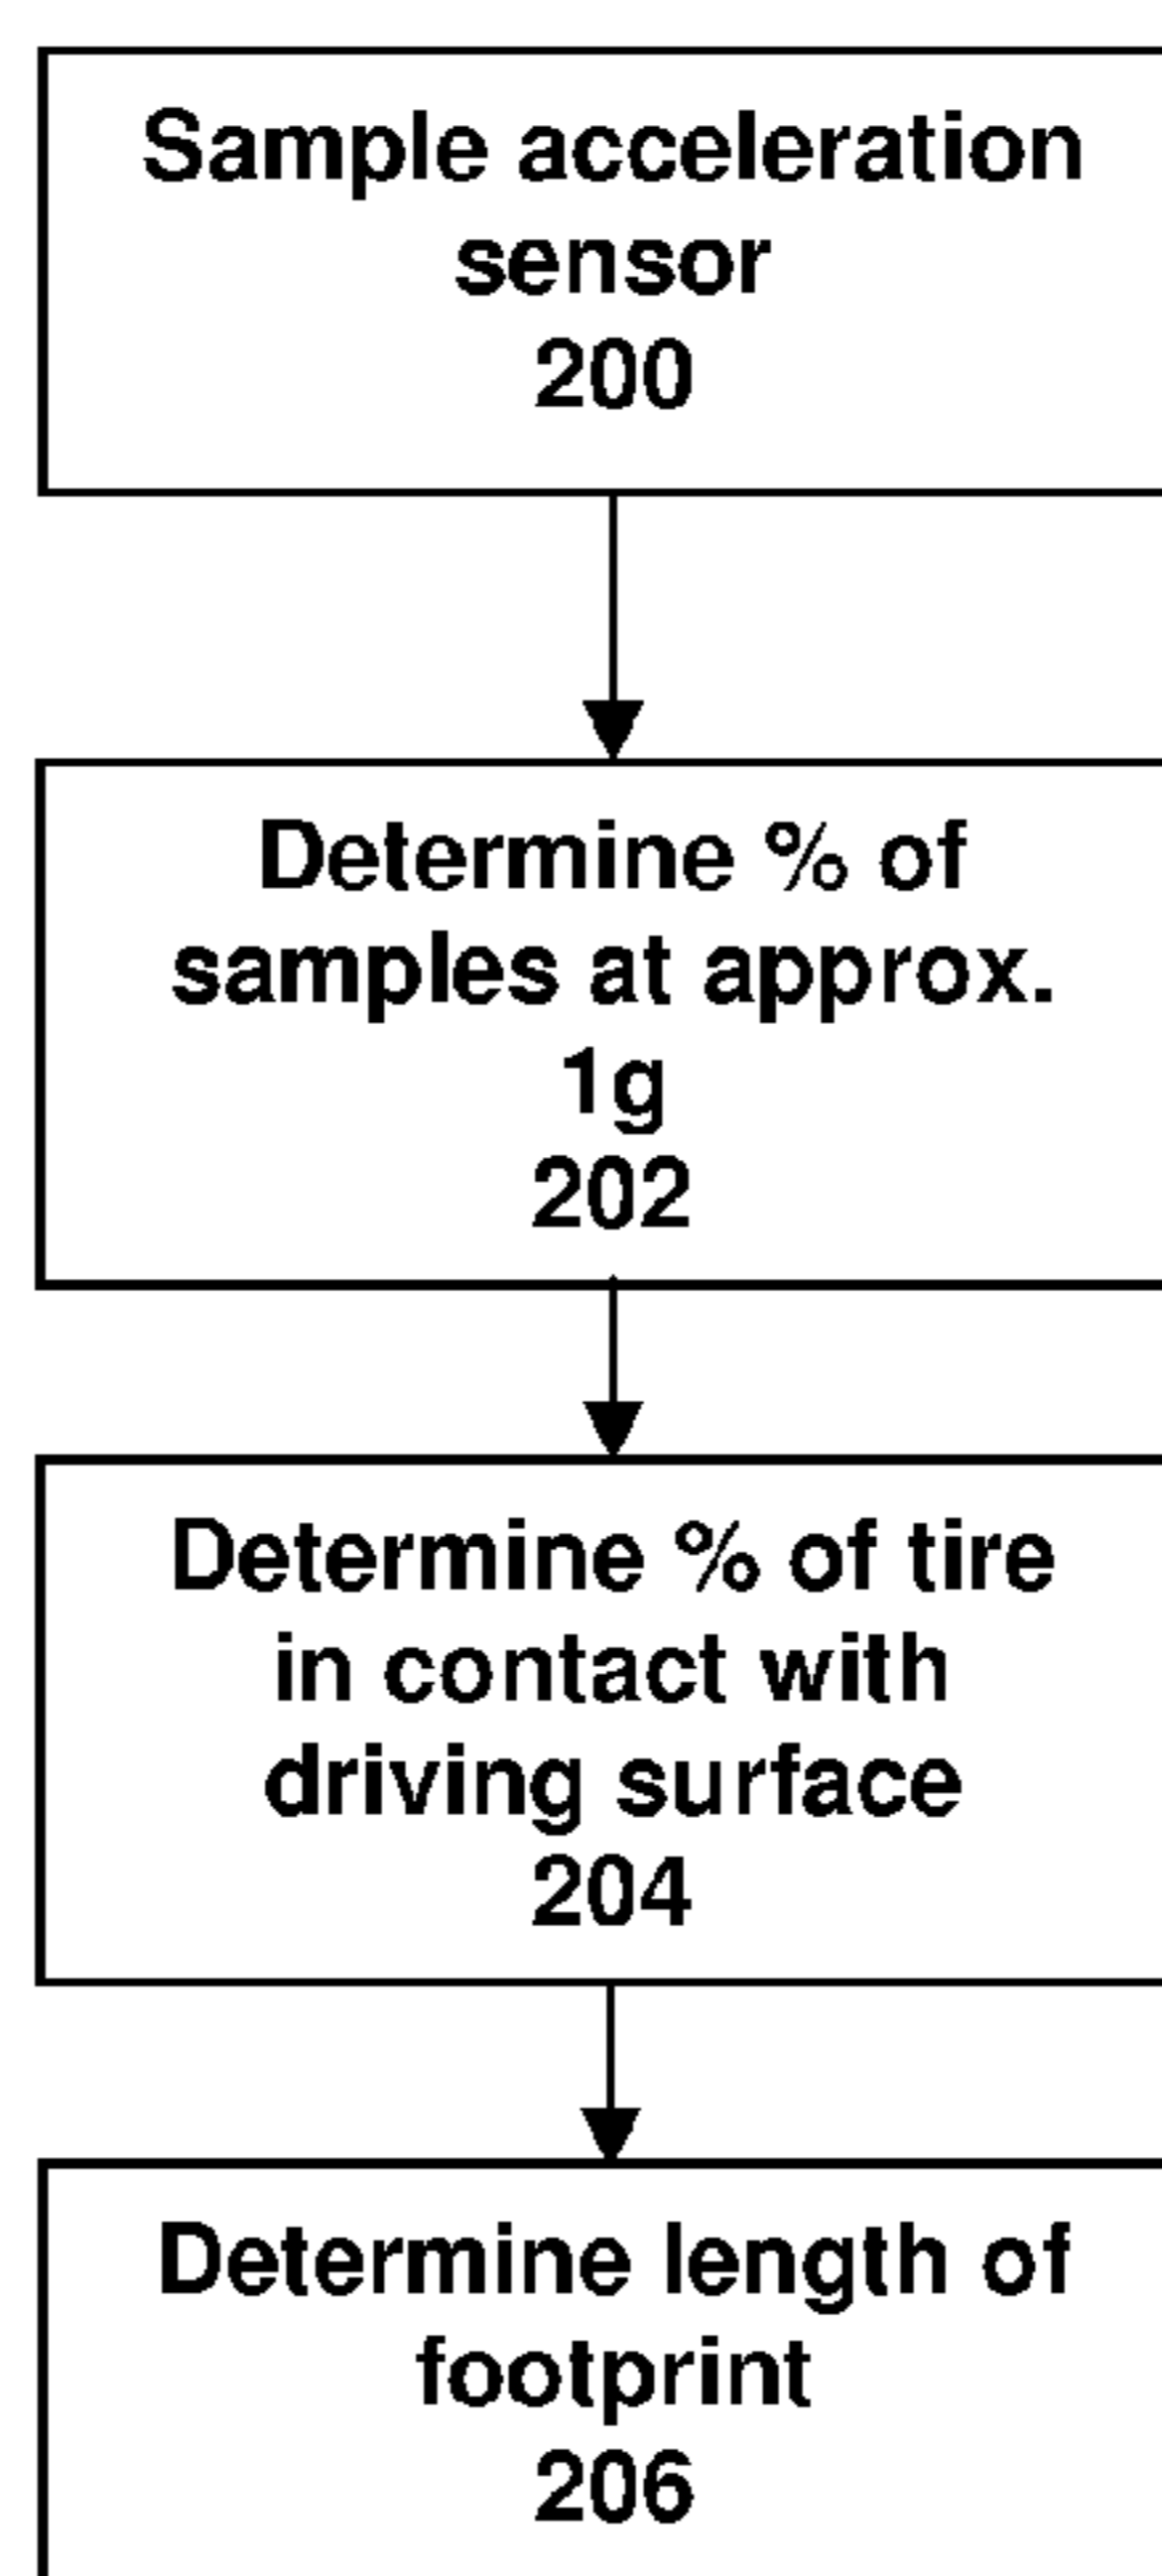 Sample acceleration
sensor
200
Determine % of
samples at approx.
1g
202
Determine % of tire
in contact with
driving surface
204
Determine length of
footprint
206